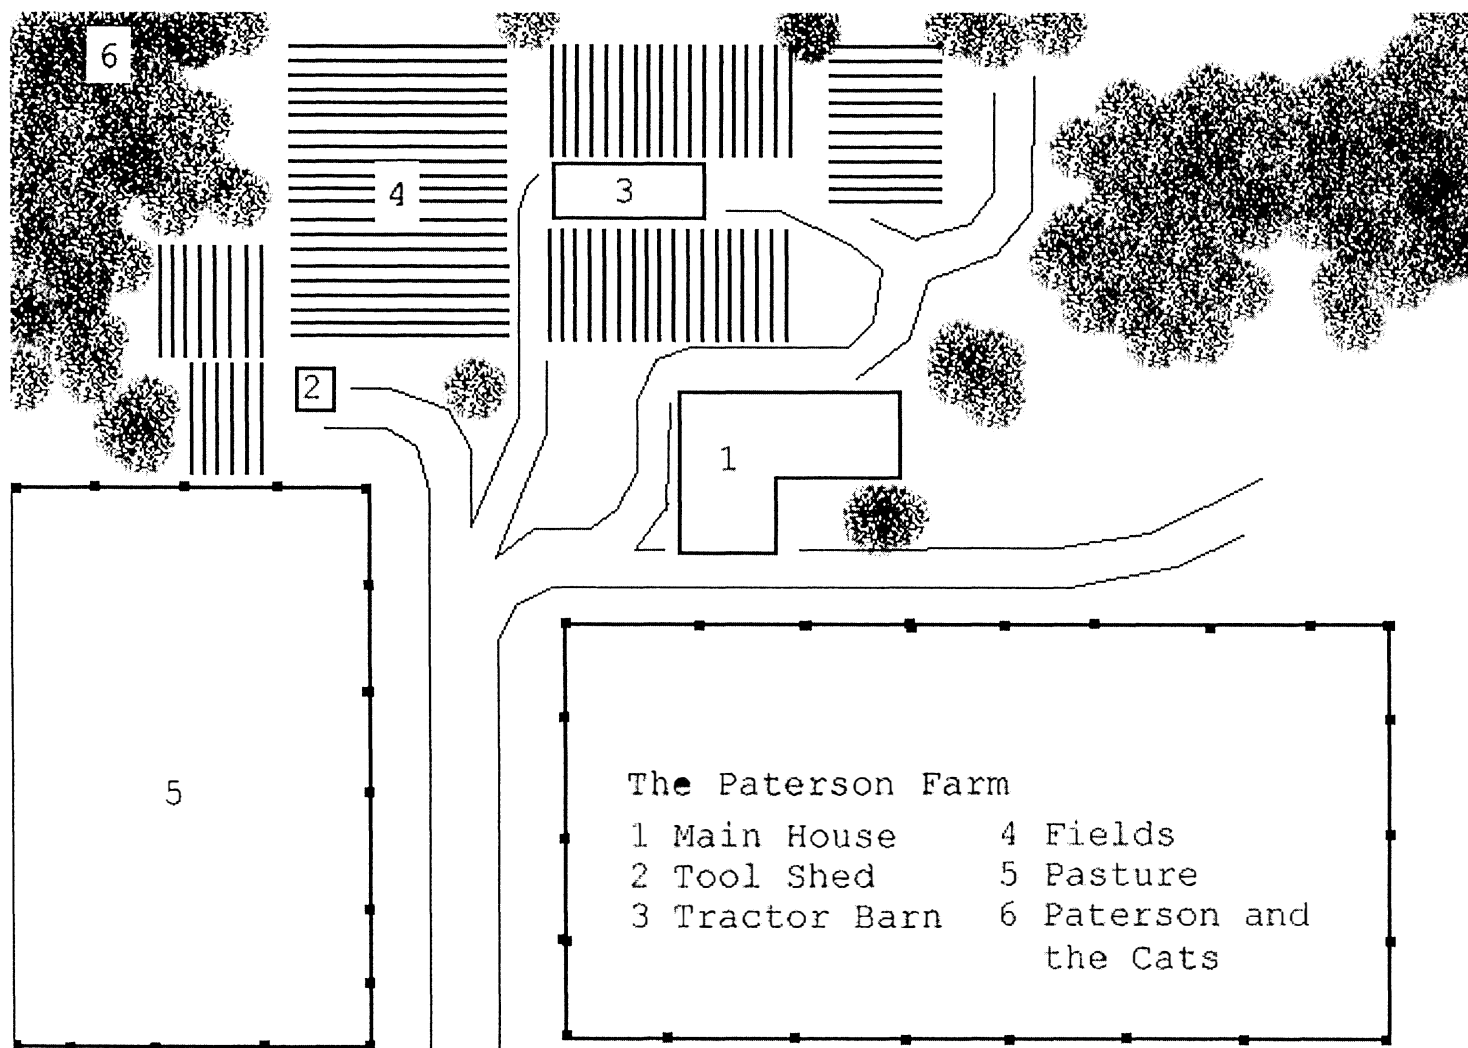 6
4
3
2
1
5
The Paterson Farm
1 Main House
2 Tool Shed
3 Tractor Barn
4 Fields
5 Pasture
6 Paterson and
the Cats